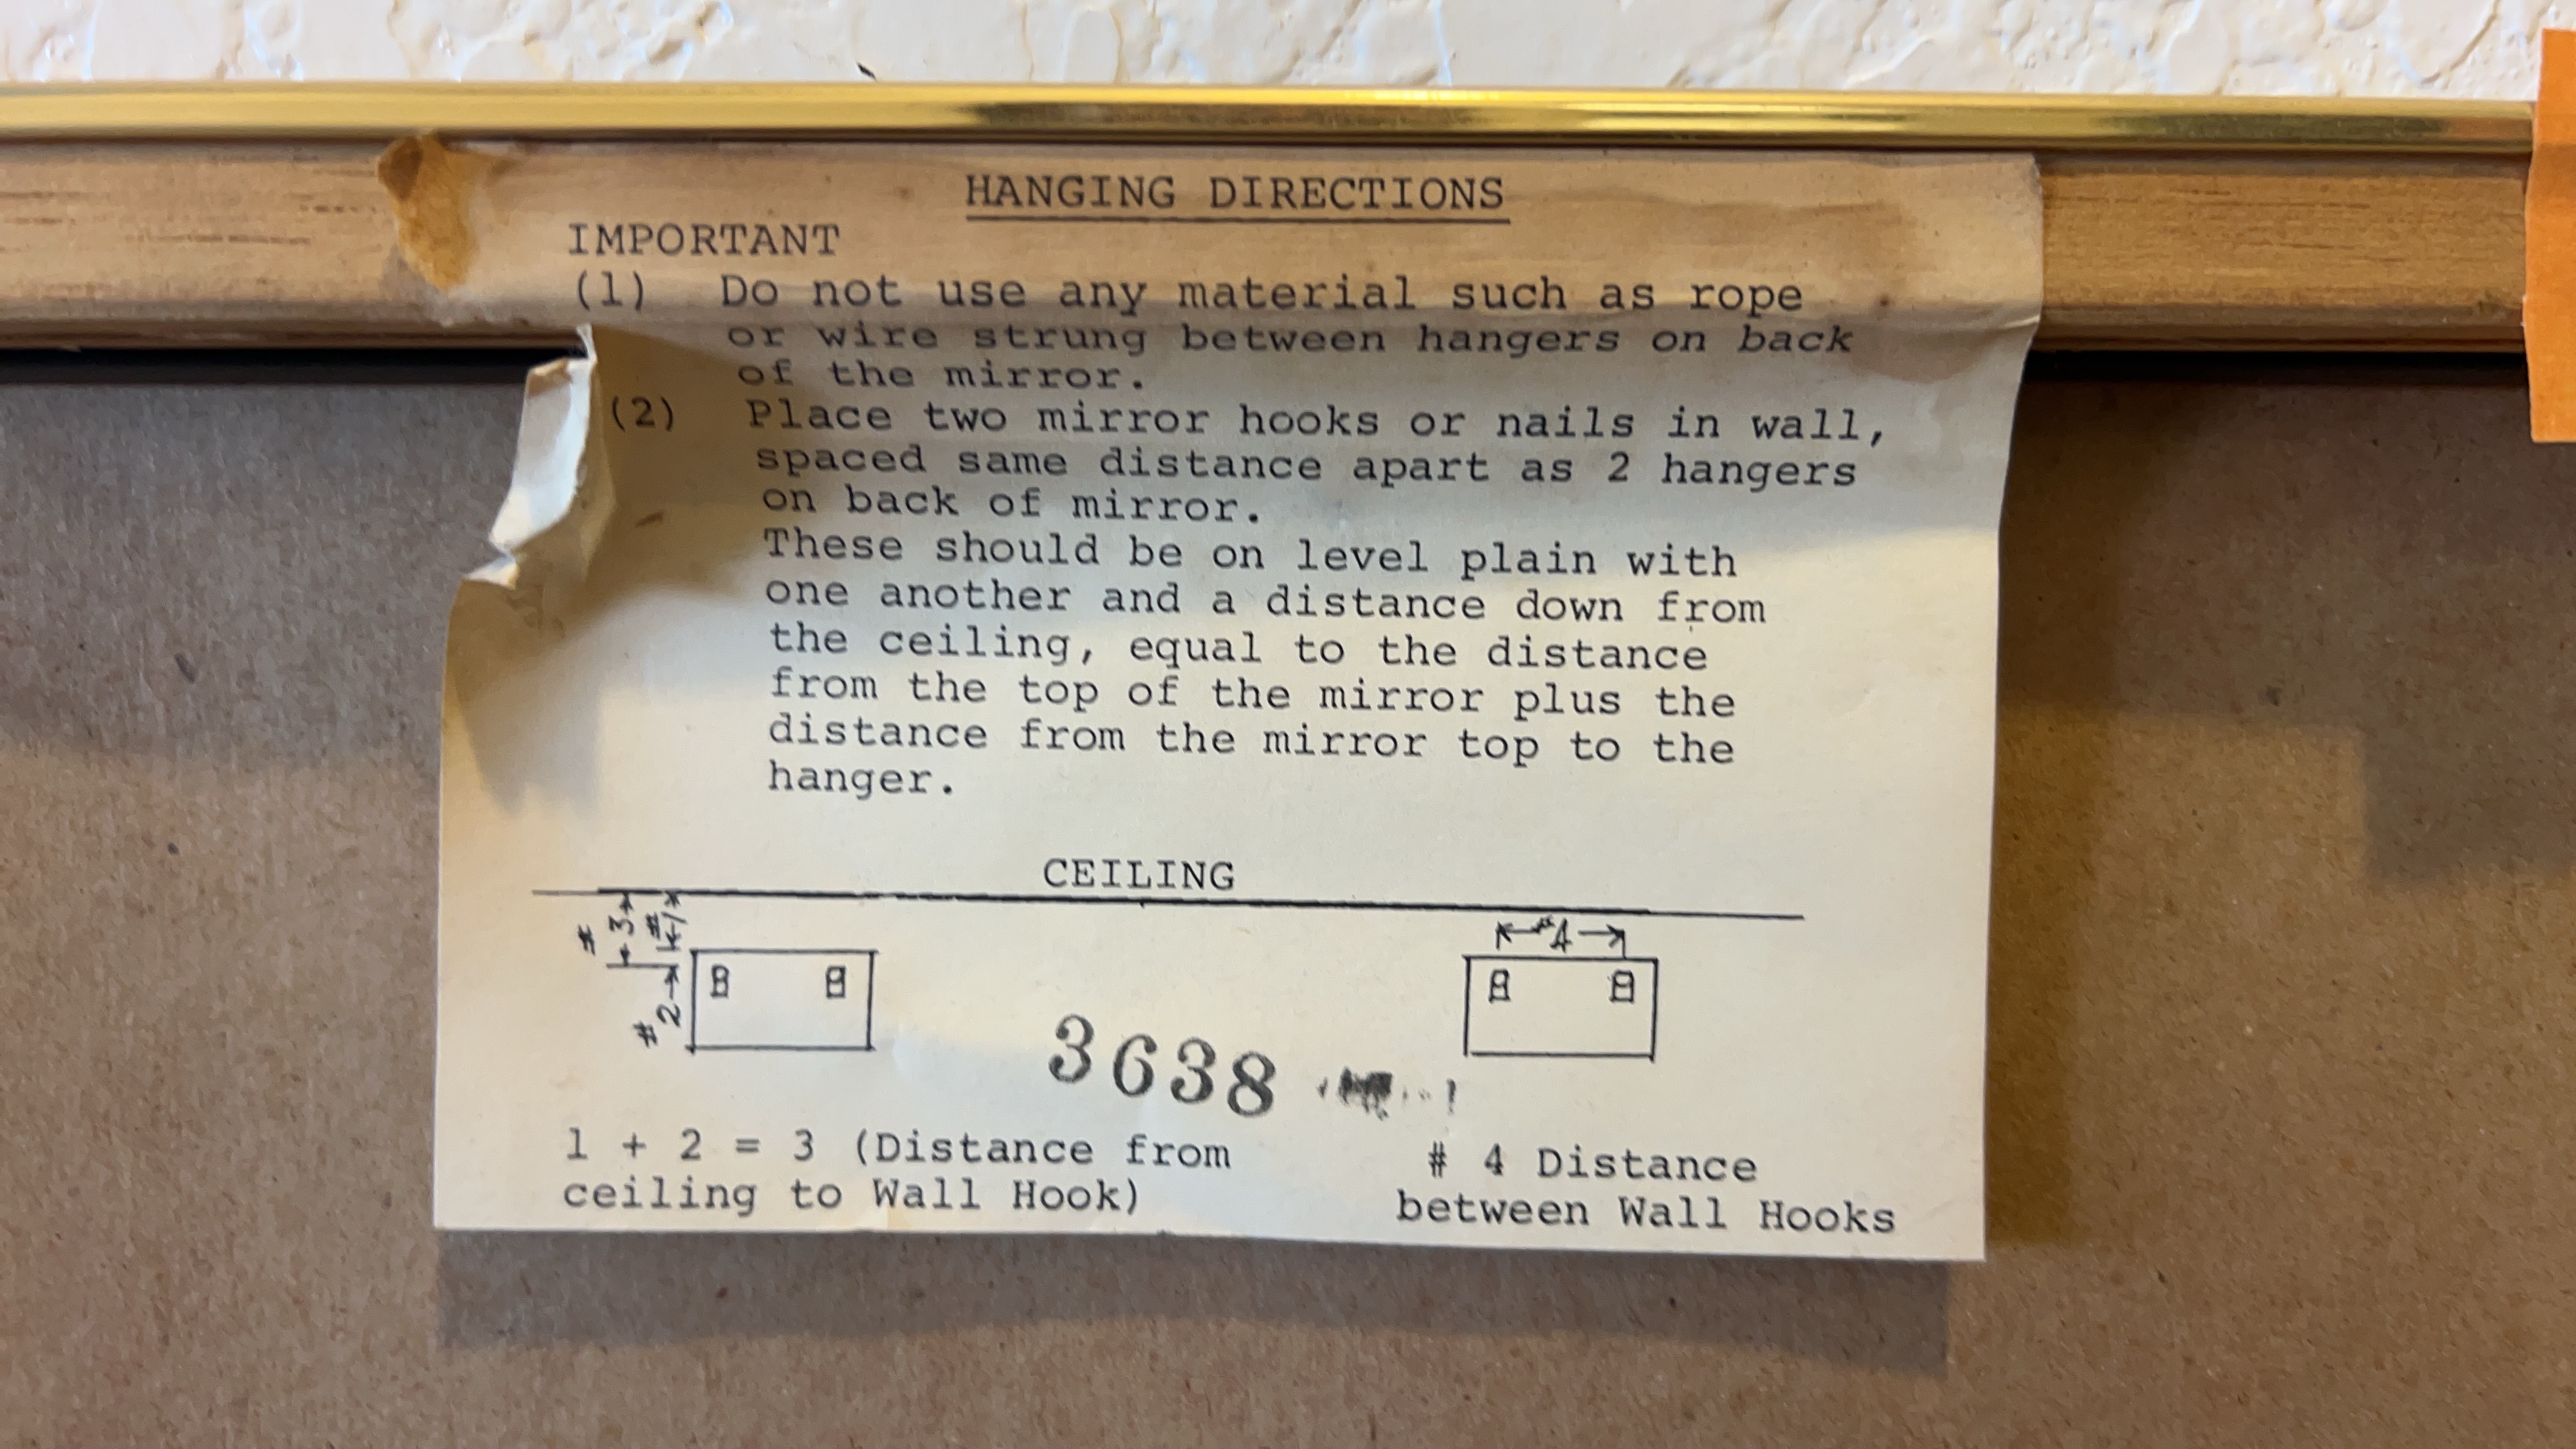 HANGING DIRECTIONS
IMPORTANT
(1) Do not use any material such as rope
or wire strung between hangers on back
of the mirror.
(2) Place two mirror hooks or nails in wall,
spaced same distance apart as 2 hangers
on back of mirror.
These should be on level plain with
one another and a distance down from
the ceiling, equal to the distance
from the top of the mirror plus the
distance from the mirror top to the
hanger.
CEILING
# 3 # 1
#4
# 2
3638
1 + 2 = 3 (Distance from
ceiling to Wall Hook)
# 4 Distance
between Wall Hooks